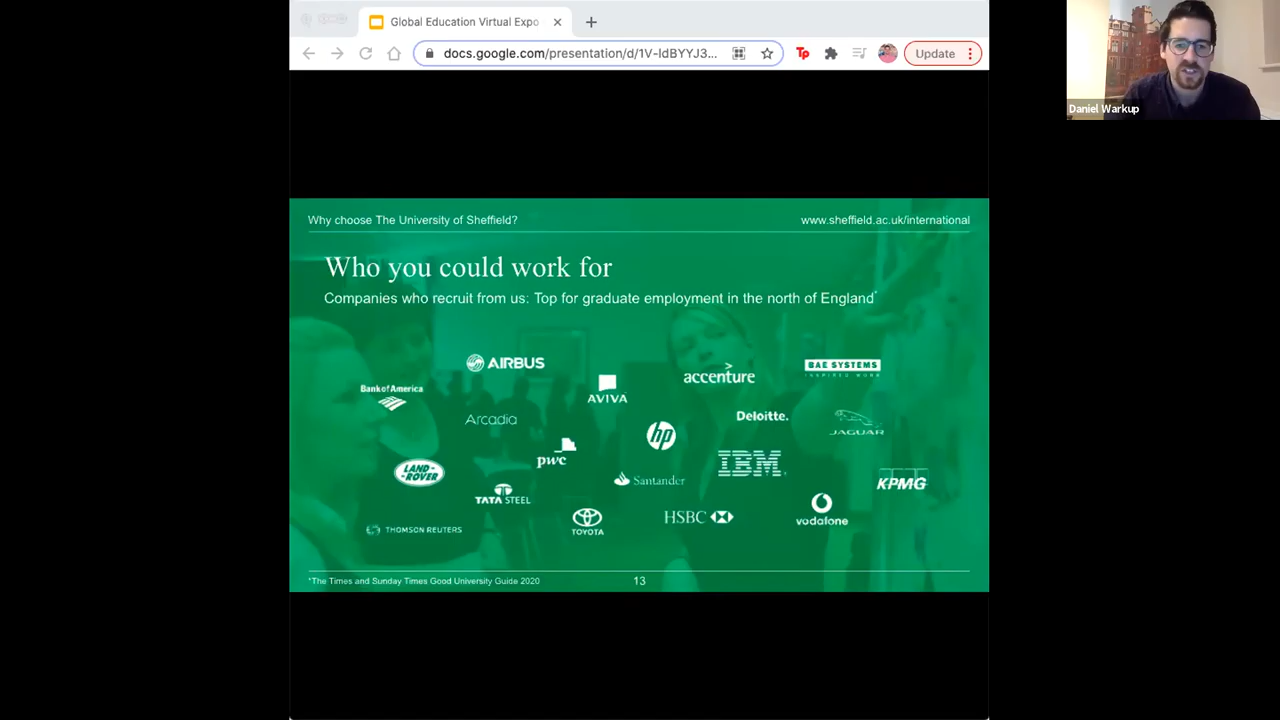 Global Education Virtual Expo
docs.google.com/presentation/d/1V-IdBYYJ3...
Tp
Update
Daniel Warkup
Why choose The University of Sheffield?
www.sheffield.ac.uk/international
Who you could work for
Companies who recruit from us: Top for graduate employment in the north of England*
AIRBUS
accenture
BAE SYSTEMS
INSPIRED WORK
Bank of America
AVIVA
Arcadia
Deloitte.
JAGUAR
hp
pwc
IBM
LAND-
ROVER
Santander
KPMG
TATA STEEL
vodafone
THOMSON REUTERS
TOYOTA
HSBC
*The Times and Sunday Times Good University Guide 2020
13